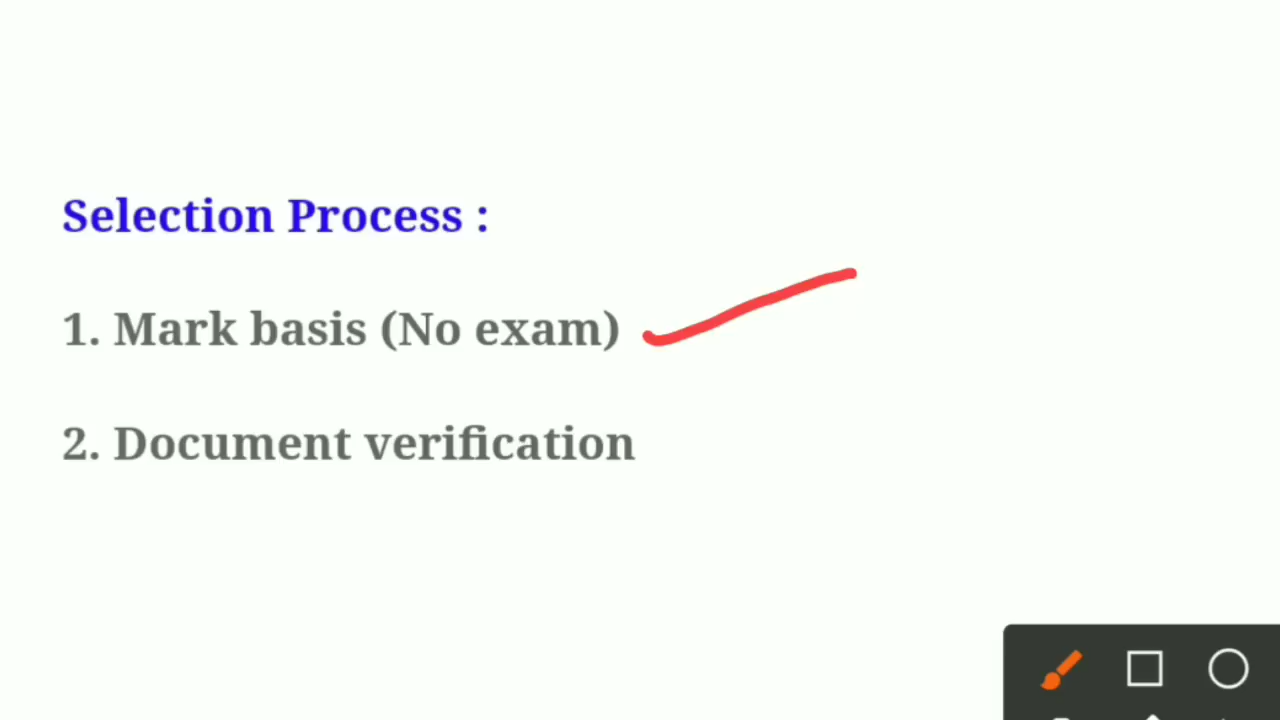 Selection Process :
1. Mark basis (No exam)
2. Document verification